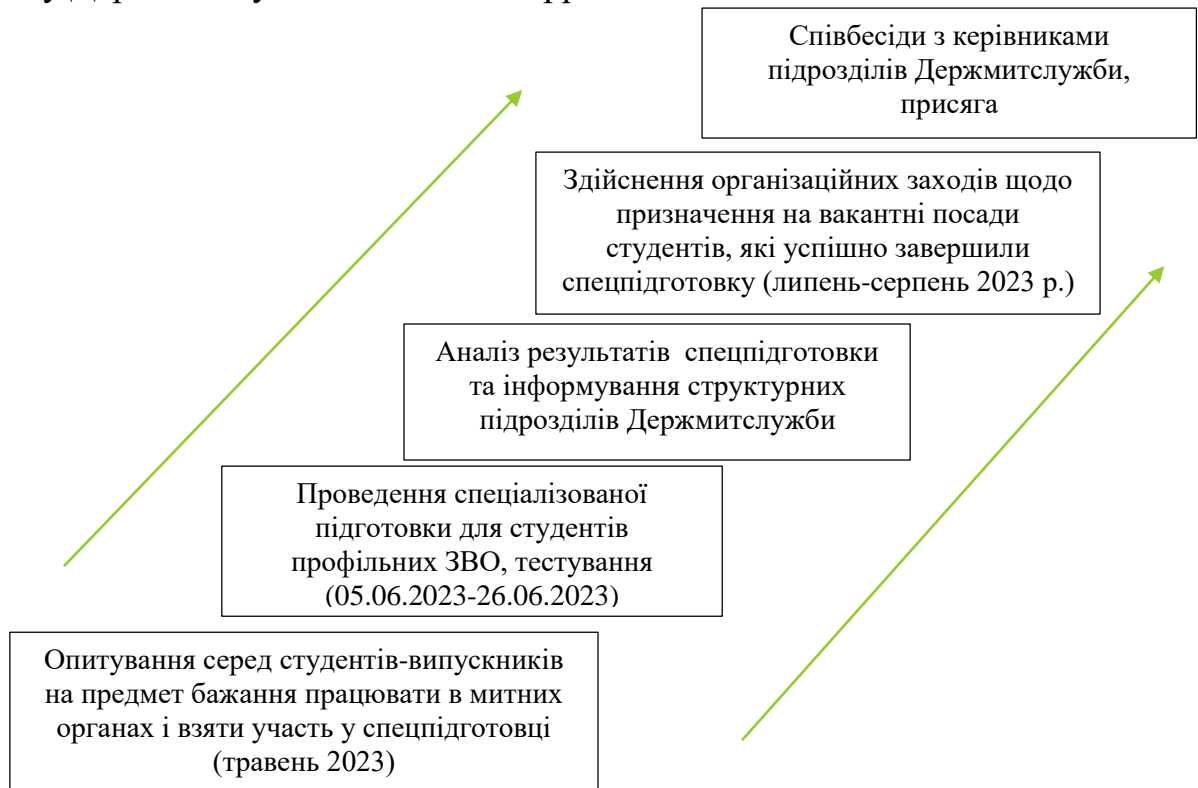 Співбесіди з керівниками
підрозділів Держмитслужби,
присяга
Здійснення організаційних заходів щодо
призначення на вакантні посади
студентів, які успішно завершили
спецпідготовку (липень-серпень 2023 р.)
Аналіз результатів спецпідготовки
та інформування структурних
підрозділів Держмитслужби
Проведення спеціалізованої
підготовки для студентів
профільних ЗВО, тестування
(05.06.2023-26.06.2023)
Опитування серед студентів-випускників
на предмет бажання працювати в митних
органах і взяти участь у спецпідготовці
(травень 2023)